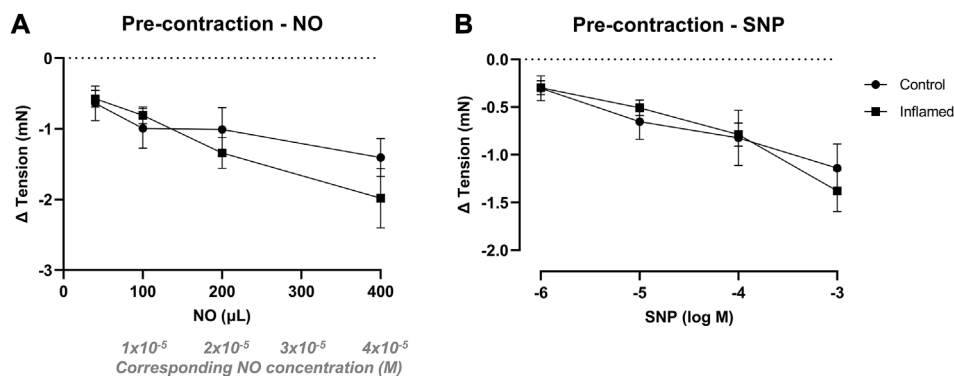 A
Pre-contraction - NO
0
-1
-2
-3
Δ Tension (mN)
0 100 200 300 400
NO (µL)
1x10-5 2x10-5 3x10-5 4x10-5
Corresponding NO concentration (M)
B
Pre-contraction - SNP
0.0
-0.5
-1.0
-1.5
-2.0
Δ Tension (mN)
-6 -5 -4 -3
SNP (log M)
Control
Inflamed